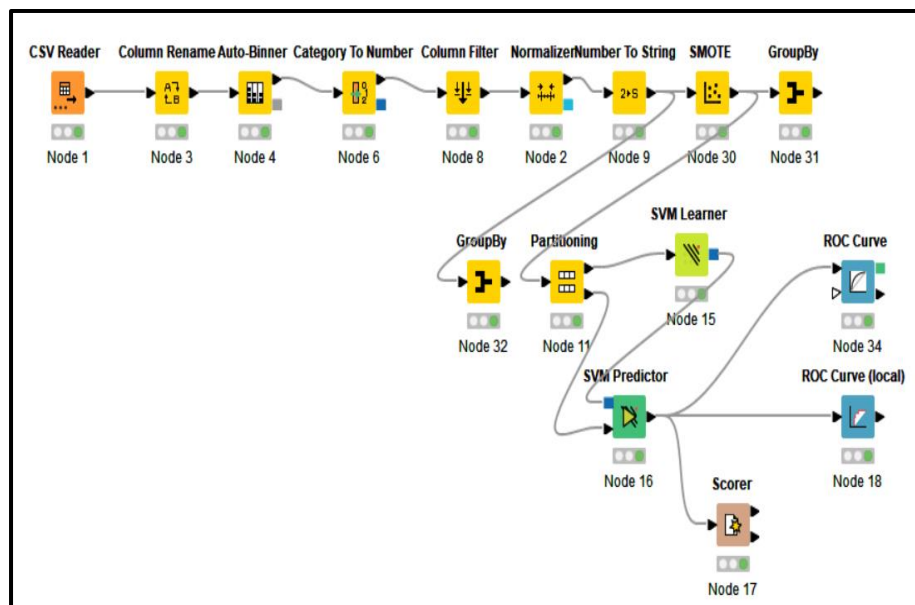 CSV Reader Column Rename Auto-Binner Category To Number Column Filter Normalizer Number To String SMOTE GroupBy
A B
2 S
Node 1 Node 3 Node 4 Node 6 Node 8 Node 2 Node 9 Node 30 Node 31
SVM Learner
GroupBy Partitioning ROC Curve
Node 15
Node 32 Node 11 Node 34
SVM Predictor ROC Curve (local)
Node 16 Node 18
Scorer
Node 17